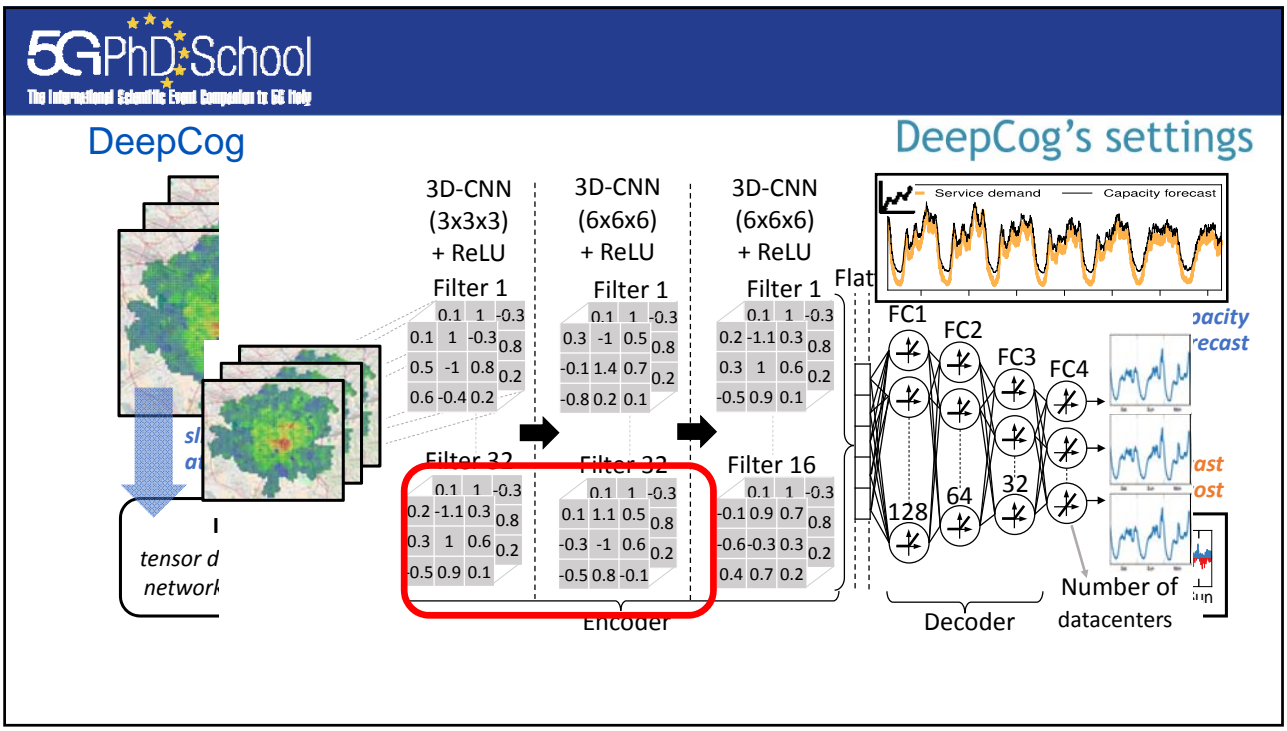 5GPhD School
The International Scientific Event Companion to 5G Italy
DeepCog
DeepCog's settings
3D-CNN
(3x3x3)
+ ReLU
3D-CNN
(6x6x6)
+ ReLU
3D-CNN
(6x6x6)
+ ReLU
Service demand
Capacity forecast
Flat
Filter 1
0.1 1 -0.3
0.1 1 -0.3 0.8
0.5 -1 0.8 0.2
0.6 -0.4 0.2
Filter 1
0.1 1 -0.3
0.3 -1 0.5 0.8
-0.1 1.4 0.7 0.2
-0.8 0.2 0.1
Filter 1
0.1 1 -0.3
0.2 -1.1 0.3 0.8
0.3 1 0.6 0.2
-0.5 0.9 0.1
Filter 32
0.1 1 -0.3
0.2 -1.1 0.3 0.8
0.3 1 0.6 0.2
-0.5 0.9 0.1
Filter 32
0.1 1 -0.3
0.1 1.1 0.5 0.8
-0.3 -1 0.6 0.2
-0.5 0.8 -0.1
Filter 16
0.1 1 -0.3
-0.1 0.9 0.7 0.8
-0.6 -0.3 0.3 0.2
0.4 0.7 0.2
FC1
FC2
FC3
FC4
128
64
32
pacity
recast
ast
ost
sl
at
I
tensor d
network
Encoder
Decoder
Number of
datacenters
un